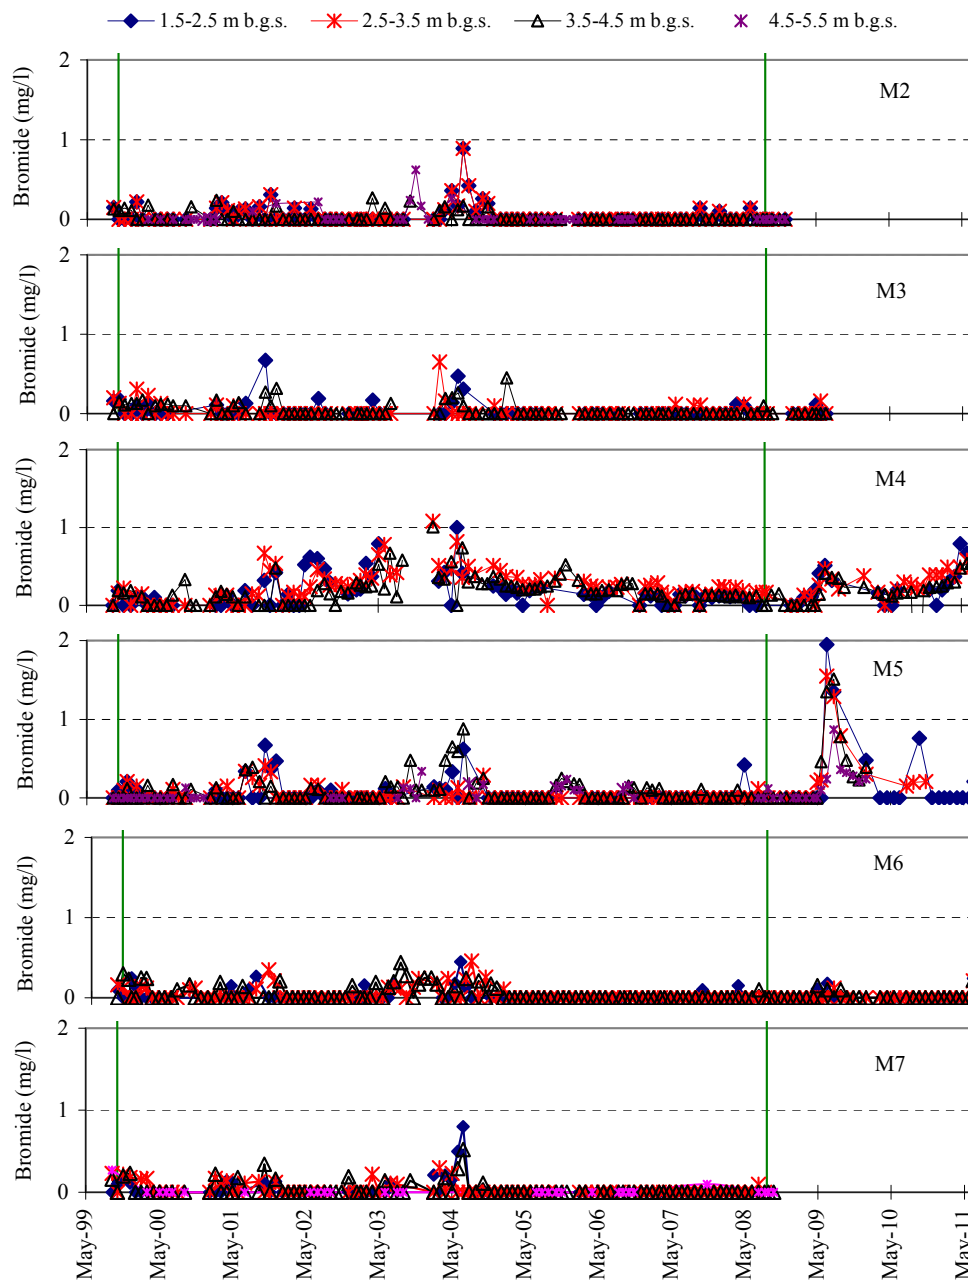 1.5-2.5 m b.g.s. 2.5-3.5 m b.g.s. 3.5-4.5 m b.g.s. 4.5-5.5 m b.g.s.
2
M2
Bromide (mg/l)
1
0
2
M3
Bromide (mg/l)
1
0
2
M4
Bromide (mg/l)
1
0
2
M5
Bromide (mg/l)
1
0
2
M6
Bromide (mg/l)
1
0
2
M7
Bromide (mg/l)
1
0
May-99 May-00 May-01 May-02 May-03 May-04 May-05 May-06 May-07 May-08 May-09 May-10 May-11